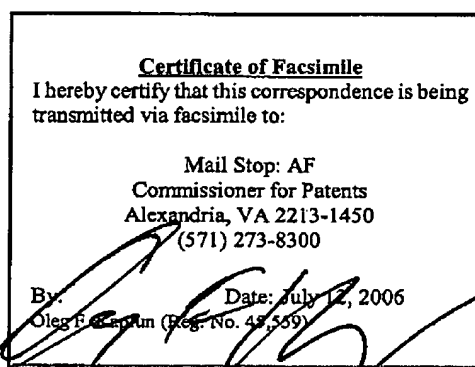 Certificate of Facsimile
I hereby certify that this correspondence is being
transmitted via facsimile to:
Mail Stop: AF
Commissioner for Patents
Alexandria, VA 2213-1450
(571) 273-8300
By: Date: July 12, 2006
Oleg F. Kaplun (Reg. No. 45,559)